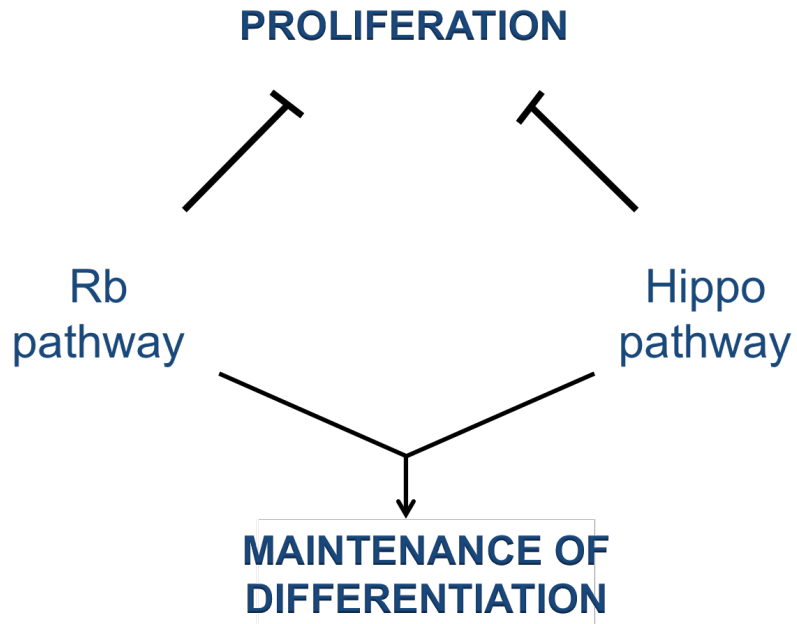 PROLIFERATION
Rb
pathway
Hippo
pathway
MAINTENANCE OF
DIFFERENTIATION